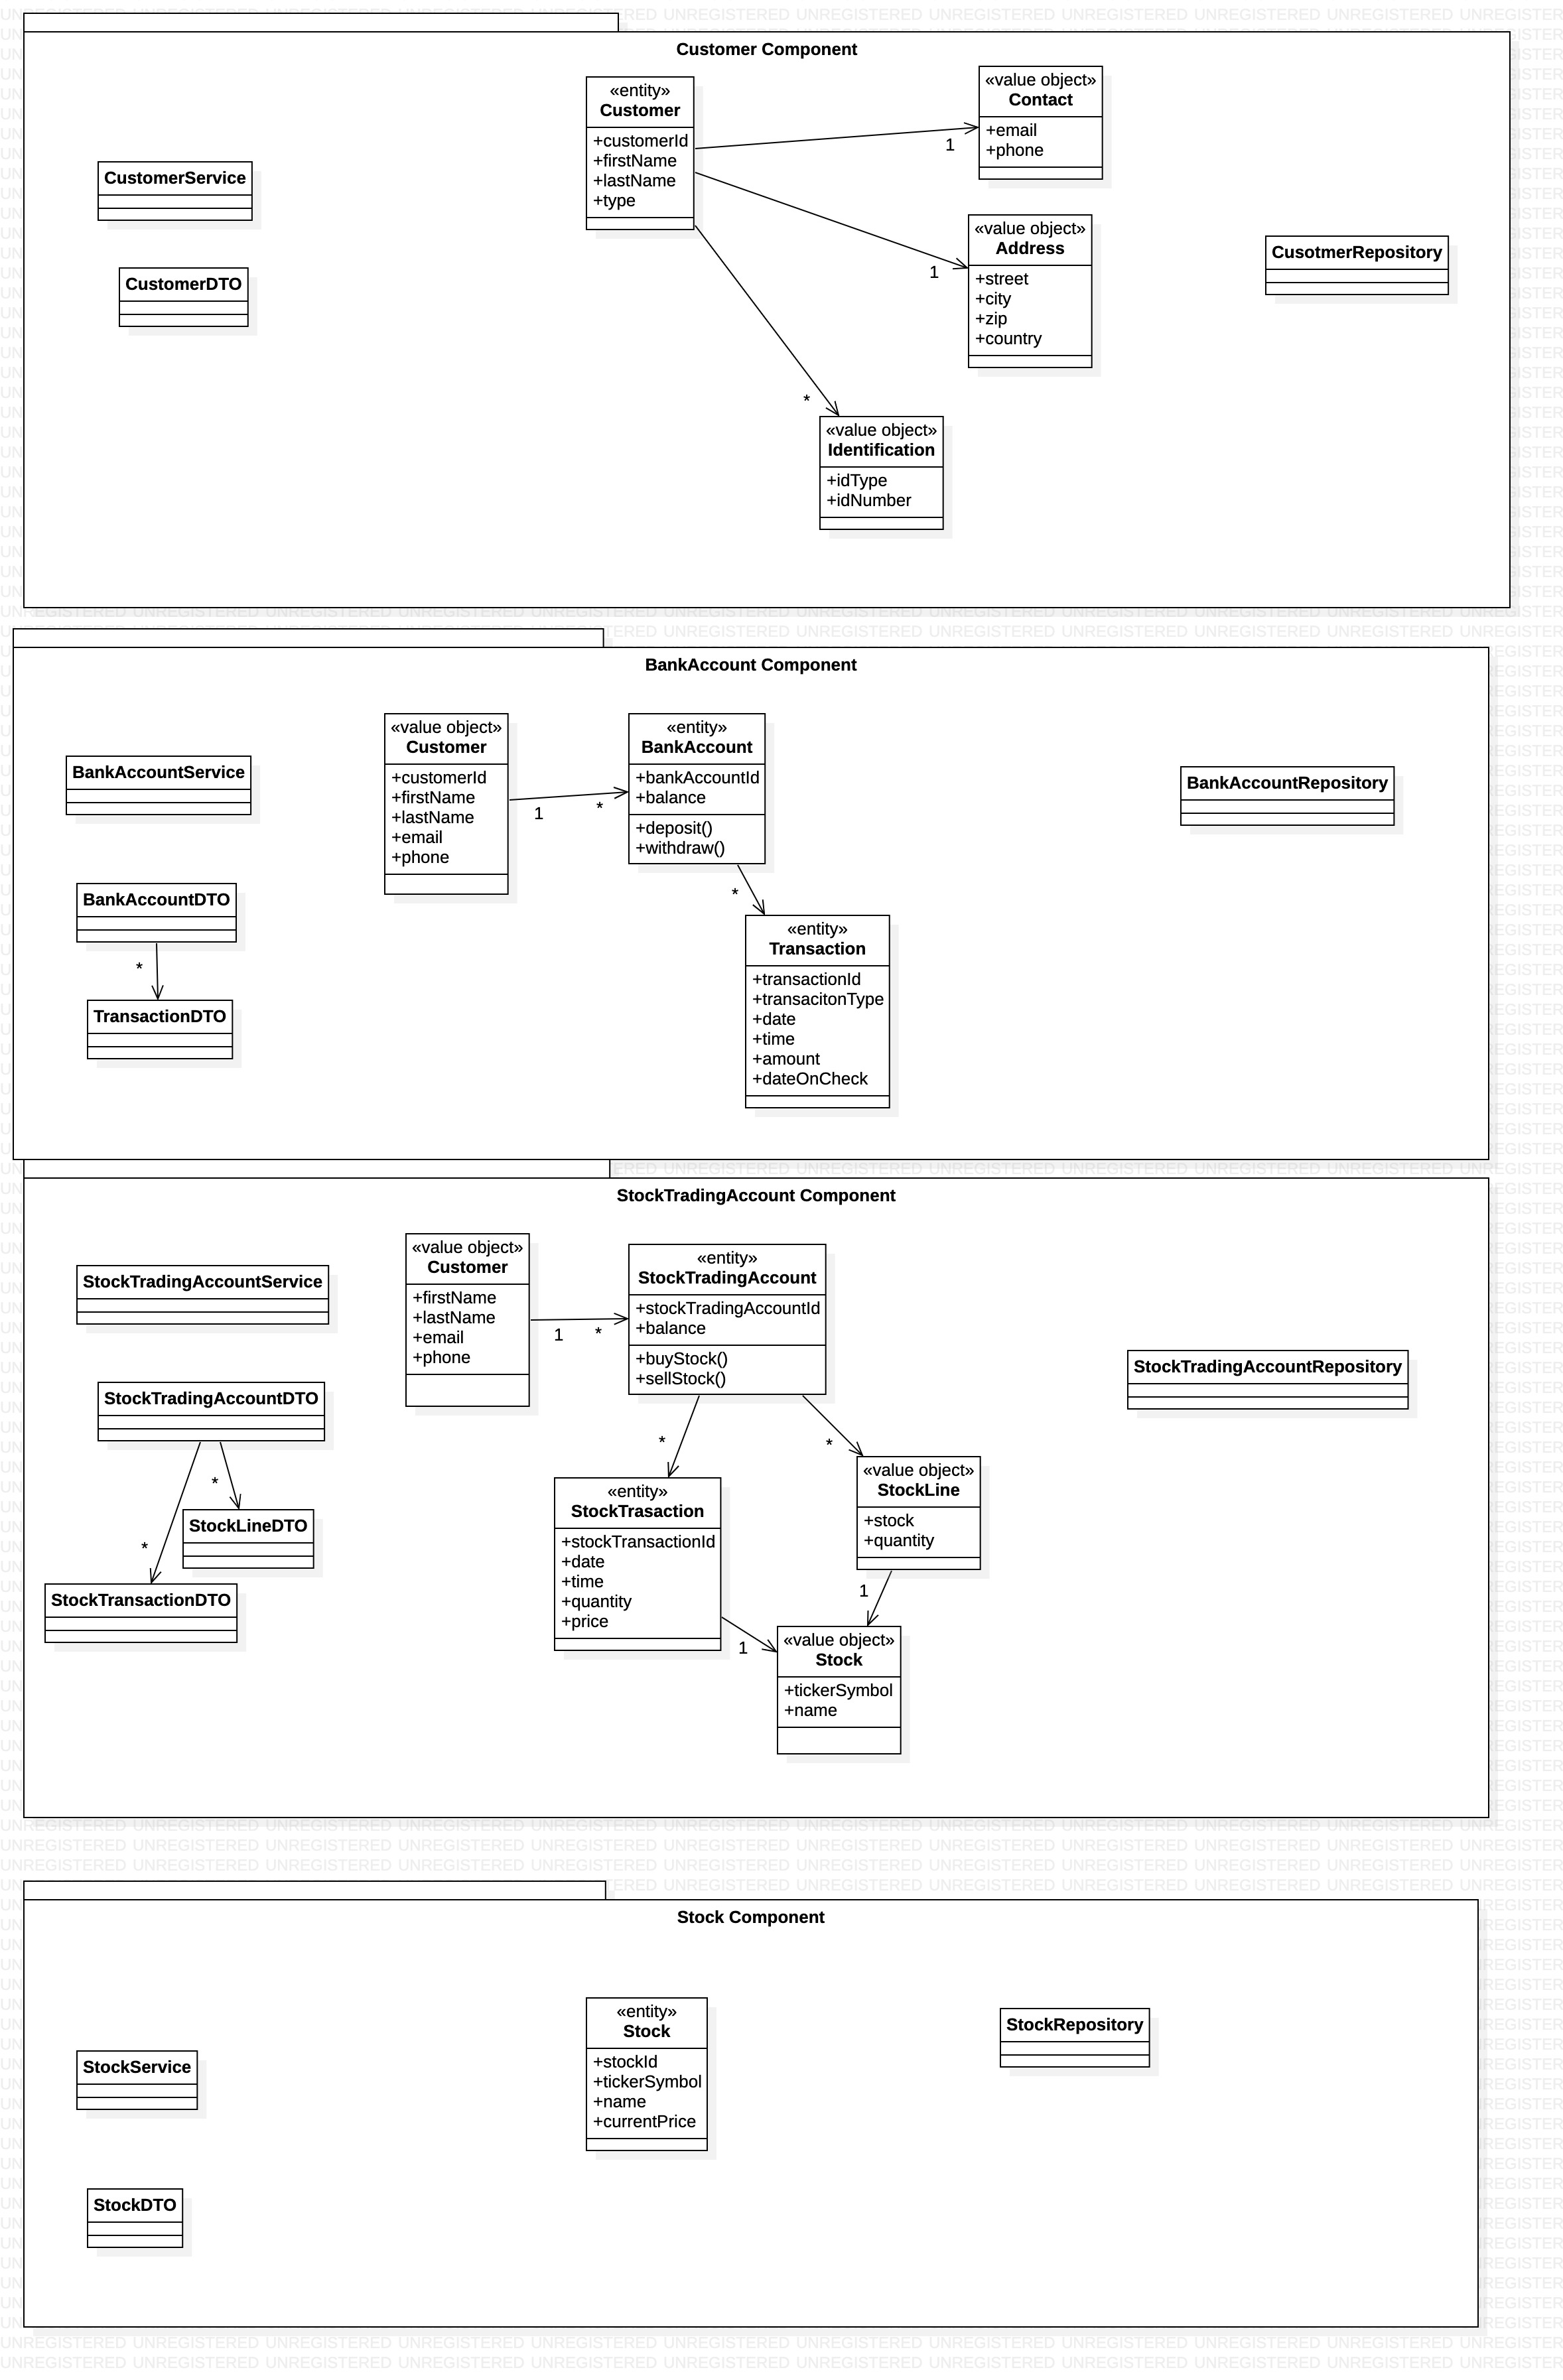 Customer Component
«entity»
Customer
+customerId
+firstName
+lastName
+type
«value object»
Contact
+email
+phone
1
CustomerService
«value object»
Address
+street
+city
+zip
+country
1
CusotmerRepository
CustomerDTO
*
«value object»
Identification
+idType
+idNumber
BankAccount Component
«value object»
Customer
+customerId
+firstName
+lastName
+email
+phone
1
*
«entity»
BankAccount
+bankAccountId
+balance
+deposit()
+withdraw()
BankAccountService
BankAccountRepository
BankAccountDTO
*
TransactionDTO
*
«entity»
Transaction
+transactionId
+transacitonType
+date
+time
+amount
+dateOnCheck
StockTradingAccount Component
«value object»
Customer
+firstName
+lastName
+email
+phone
1
*
«entity»
StockTradingAccount
+stockTradingAccountId
+balance
+buyStock()
+sellStock()
StockTradingAccountService
StockTradingAccountRepository
StockTradingAccountDTO
*
StockLineDTO
*
StockTransactionDTO
*
«entity»
StockTrasaction
+stockTransactionId
+date
+time
+quantity
+price
*
«value object»
StockLine
+stock
+quantity
1
1
«value object»
Stock
+tickerSymbol
+name
Stock Component
«entity»
Stock
+stockId
+tickerSymbol
+name
+currentPrice
StockRepository
StockService
StockDTO
UNREGISTERED UNREGISTERED UNREGISTERED UNREGISTERED UNREGISTERED UNREGISTERED UNREGISTERED UNREGISTERED UNREGISTERED UNREGISTERED UNREGISTERED